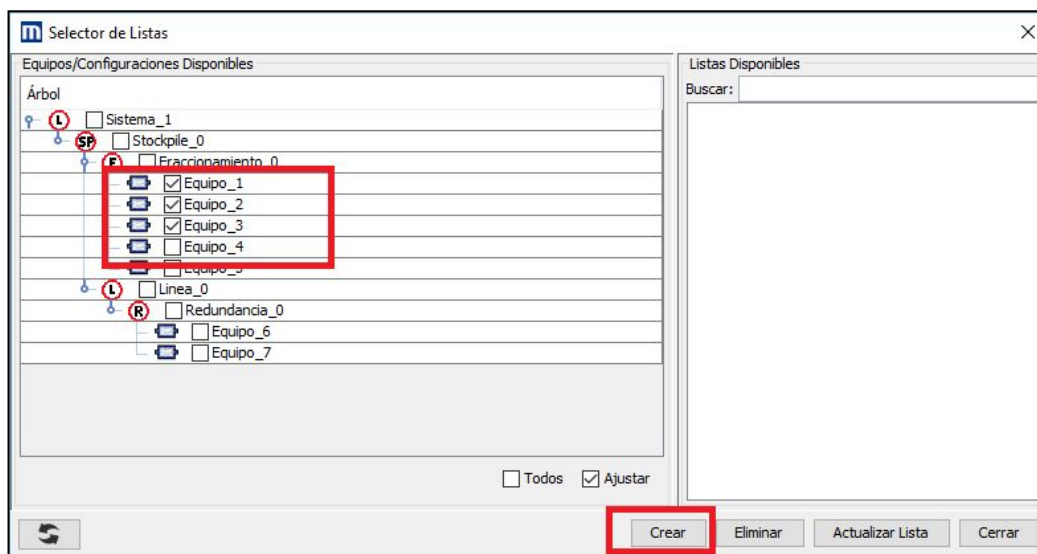 m Selector de Listas
Equipos/Configuraciones Disponibles
Árbol
L Sistema_1
SP Stockpile_0
F Fraccionamiento_0
Equipo_1
Equipo_2
Equipo_3
Equipo_4
Equipo_5
L Linea_0
R Redundancia_0
Equipo_6
Equipo_7
Todos Ajustar
Listas Disponibles
Buscar:
Crear Eliminar Actualizar Lista Cerrar